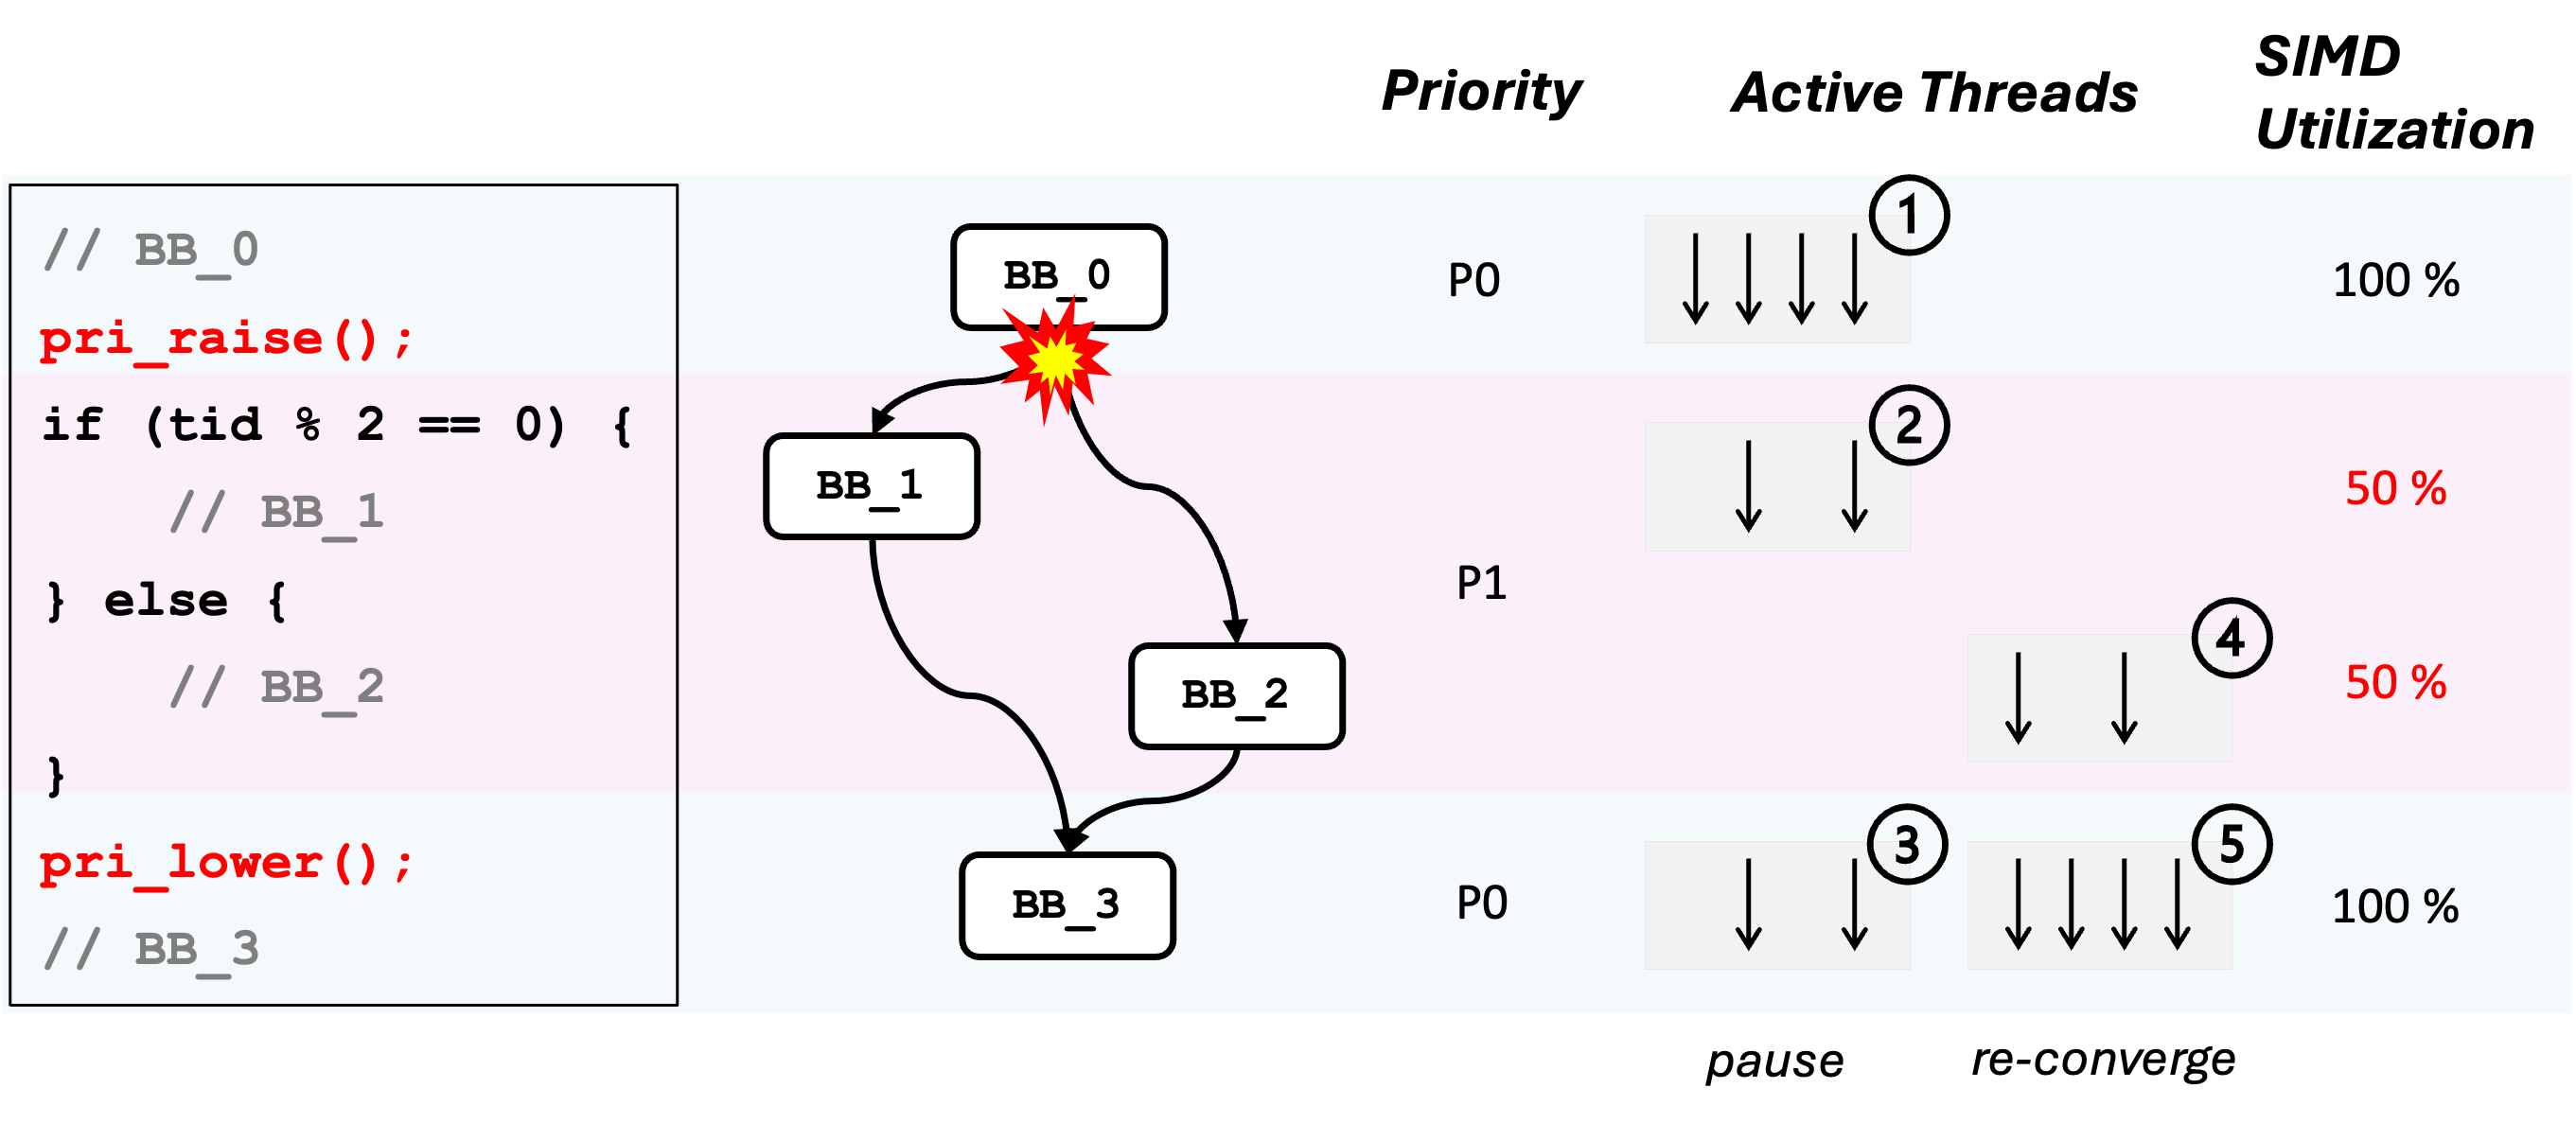 Priority
Active Threads
SIMD
Utilization
// BB_0
pri_raise();
if (tid % 2 == 0) {
// BB_1
} else {
// BB_2
}
pri_lower();
// BB_3
BB_0
BB_1
BB_2
BB_3
P0
P1
P0
1
2
4
3
5
100 %
50 %
50 %
100 %
pause
re-converge